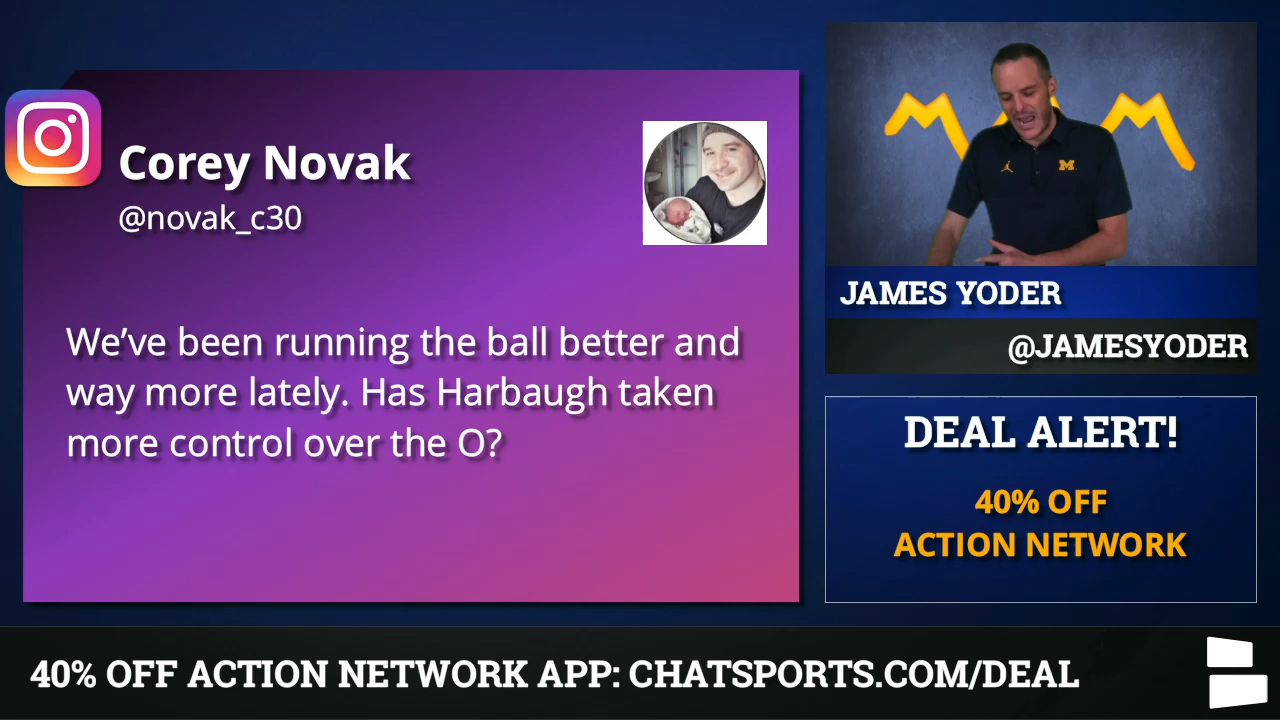 Corey Novak
@novak_c30
We’ve been running the ball better and
way more lately. Has Harbaugh taken
more control over the O?
M
JAMES YODER
@JAMESYODER
DEAL ALERT!
40% OFF
ACTION NETWORK
40% OFF ACTION NETWORK APP: CHATSPORTS.COM/DEAL